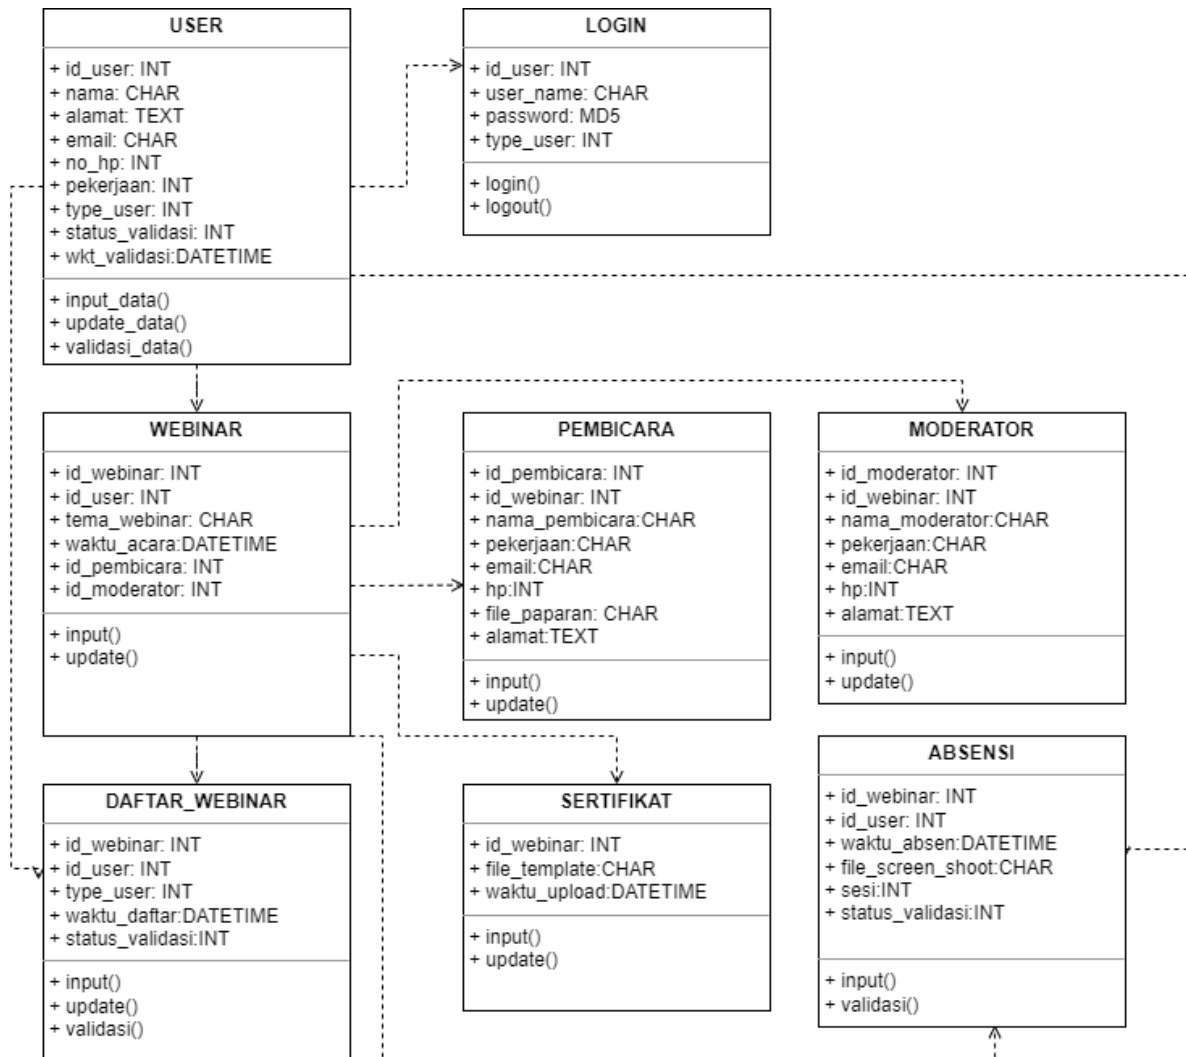 USER
+ id_user: INT
+ nama: CHAR
+ alamat: TEXT
+ email: CHAR
+ no_hp: INT
+ pekerjaan: INT
+ type_user: INT
+ status_validasi: INT
+ wkt_validasi:DATETIME
+ input_data()
+ update_data()
+ validasi_data()
LOGIN
+ id_user: INT
+ user_name: CHAR
+ password: MD5
+ type_user: INT
+ login()
+ logout()
WEBINAR
+ id_webinar: INT
+ id_user: INT
+ tema_webinar: CHAR
+ waktu_acara:DATETIME
+ id_pembicara: INT
+ id_moderator: INT
+ input()
+ update()
PEMBICARA
+ id_pembicara: INT
+ id_webinar: INT
+ nama_pembicara:CHAR
+ pekerjaan:CHAR
+ email:CHAR
+ hp:INT
+ file_paparan: CHAR
+ alamat:TEXT
+ input()
+ update()
MODERATOR
+ id_moderator: INT
+ id_webinar: INT
+ nama_moderator:CHAR
+ pekerjaan:CHAR
+ email:CHAR
+ hp:INT
+ alamat:TEXT
+ input()
+ update()
DAFTAR_WEBINAR
+ id_webinar: INT
+ id_user: INT
+ type_user: INT
+ waktu_daftar:DATETIME
+ status_validasi:INT
+ input()
+ update()
+ validasi()
SERTIFIKAT
+ id_webinar: INT
+ file_template:CHAR
+ waktu_upload:DATETIME
+ input()
+ update()
ABSENSI
+ id_webinar: INT
+ id_user: INT
+ waktu_absen:DATETIME
+ file_screen_shoot:CHAR
+ sesi:INT
+ status_validasi:INT
+ input()
+ validasi()